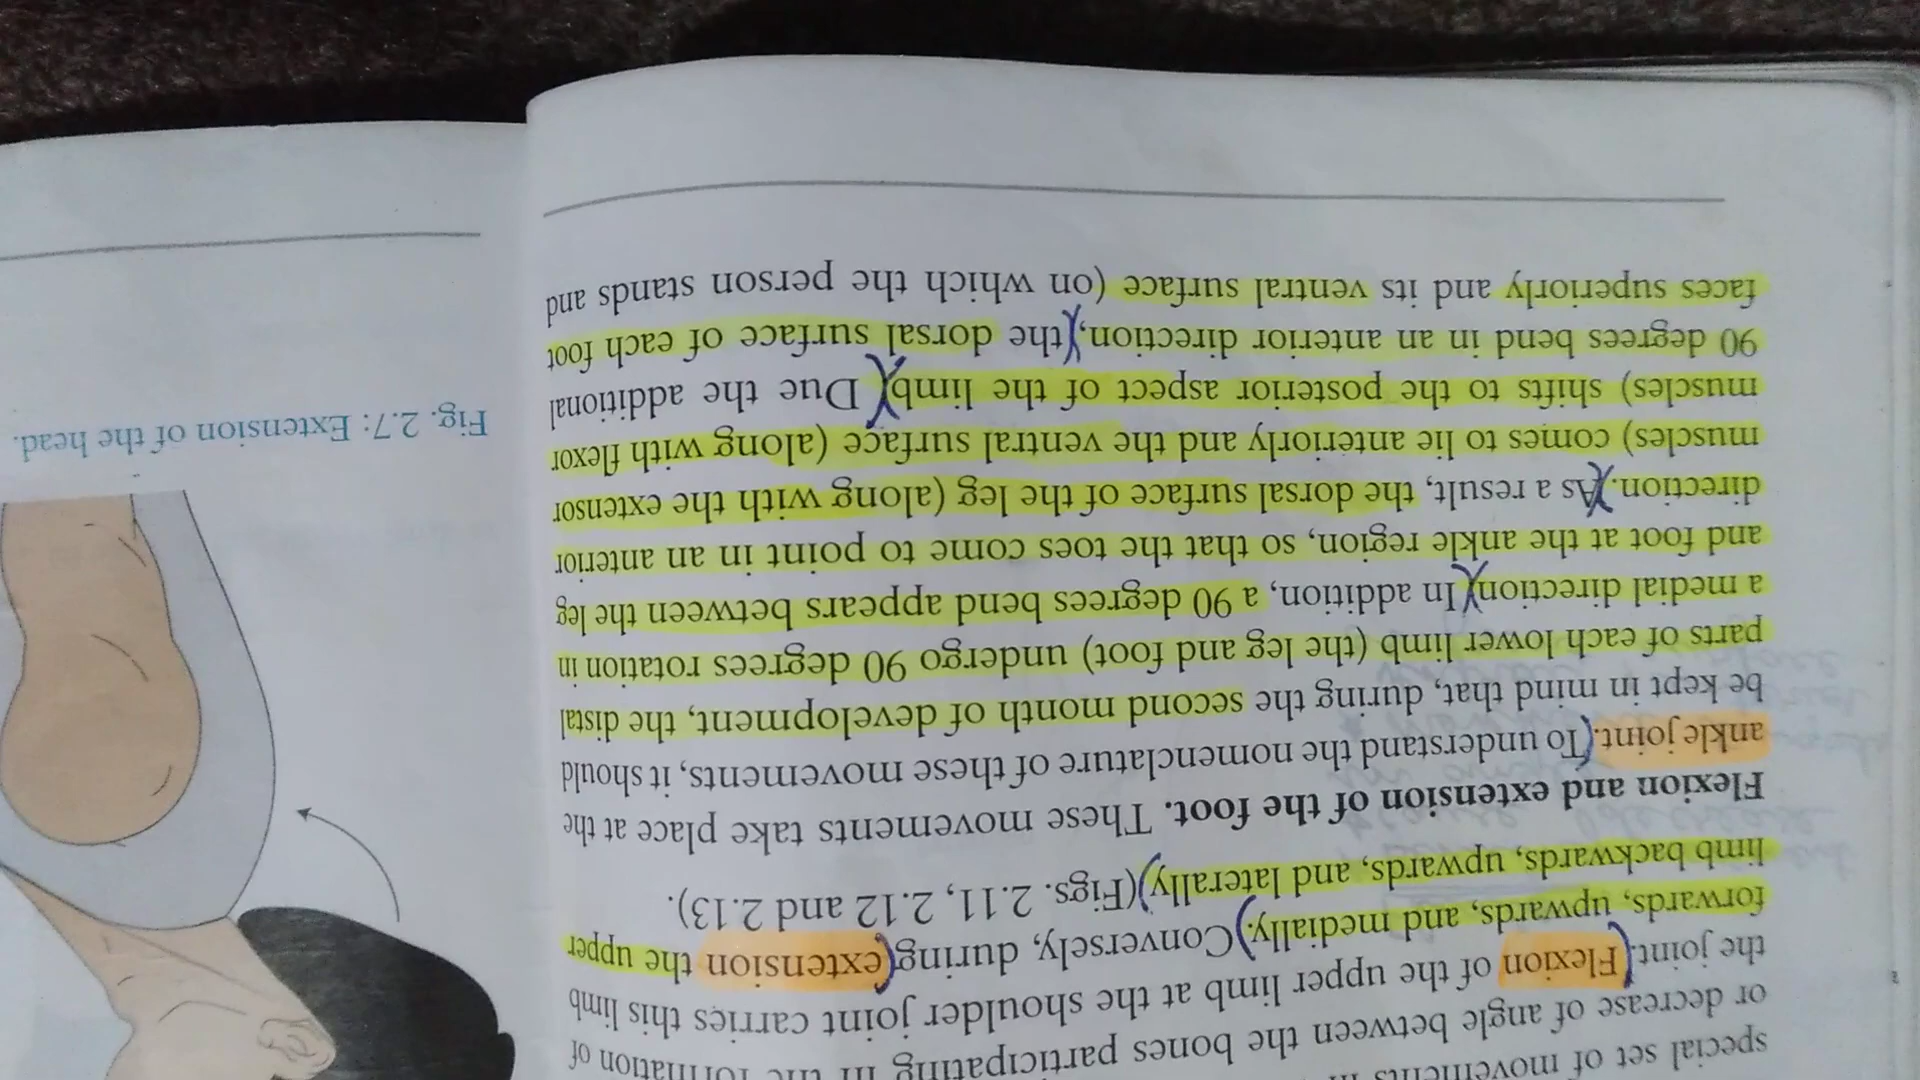 special set of movements
or decrease of angle between the bones participating in the formation of
the joint. Flexion of the upper limb at the shoulder joint carries this limb
forwards, upwards, and medially. Conversely, during extension the upper
limb backwards, upwards, and laterally (Figs. 2.11, 2.12 and 2.13).
Flexion and extension of the foot. These movements take place at the
ankle joint. To understand the nomenclature of these movements, it should
be kept in mind that, during the second month of development, the distal
parts of each lower limb (the leg and foot) undergo 90 degrees rotation in
a medial direction. In addition, a 90 degrees bend appears between the leg
and foot at the ankle region, so that the toes come to point in an anterior
direction. As a result, the dorsal surface of the leg (along with the extensor
muscles) comes to lie anteriorly and the ventral surface (along with flexor
muscles) shifts to the posterior aspect of the limb. Due the additional
90 degrees bend in an anterior direction, the dorsal surface of each foot
faces superiorly and its ventral surface (on which the person stands and
Fig. 2.7: Extension of the head.